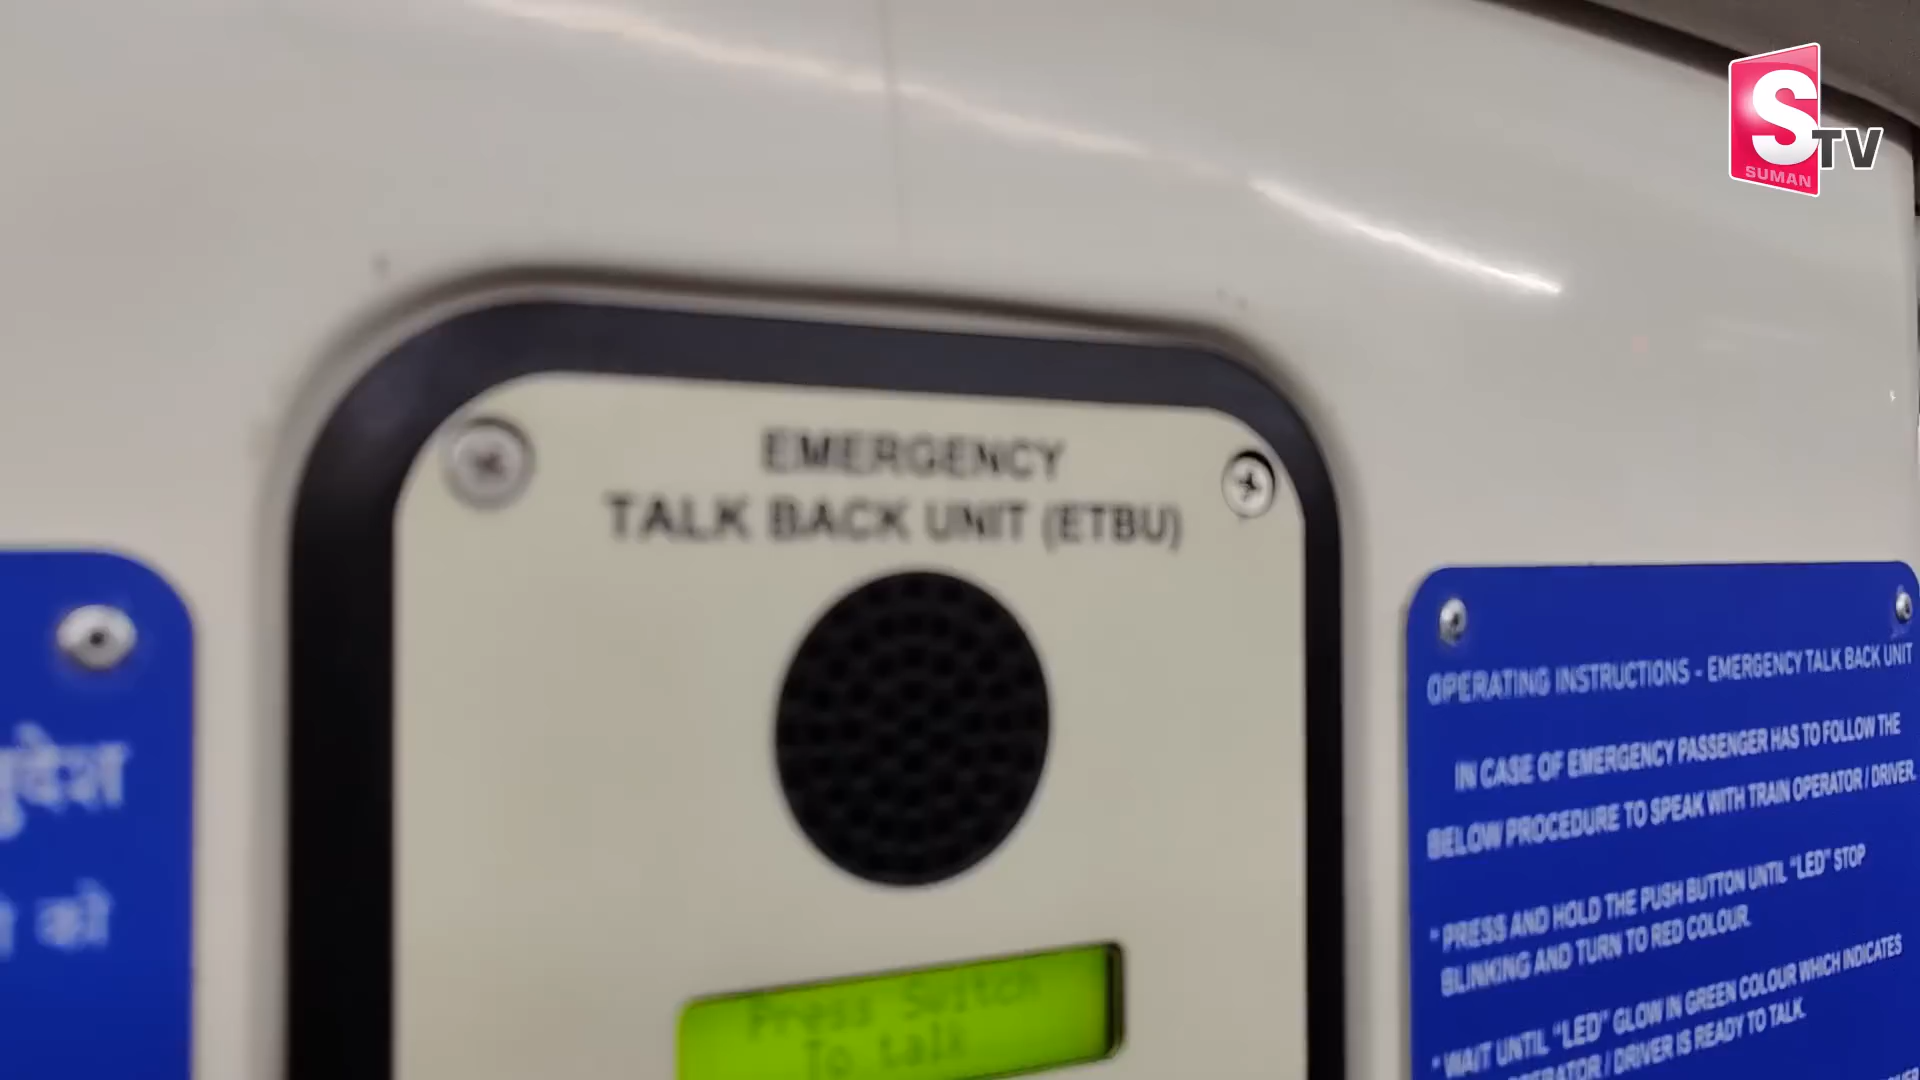 S
TV
SUMAN
EMERGENCY
TALK BACK UNIT (ETBU)
Press Switch
To talk
को
OPERATING INSTRUCTIONS - EMERGENCY TALK BACK UNIT
IN CASE OF EMERGENCY PASSENGER HAS TO FOLLOW THE
BELOW PROCEDURE TO SPEAK WITH TRAIN OPERATOR / DRIVER.
* PRESS AND HOLD THE PUSH BUTTON UNTIL "LED" STOP
BLINKING AND TURN TO RED COLOUR.
* WAIT UNTIL "LED" GLOW IN GREEN COLOUR WHICH INDICATES
OPERATOR / DRIVER IS READY TO TALK.